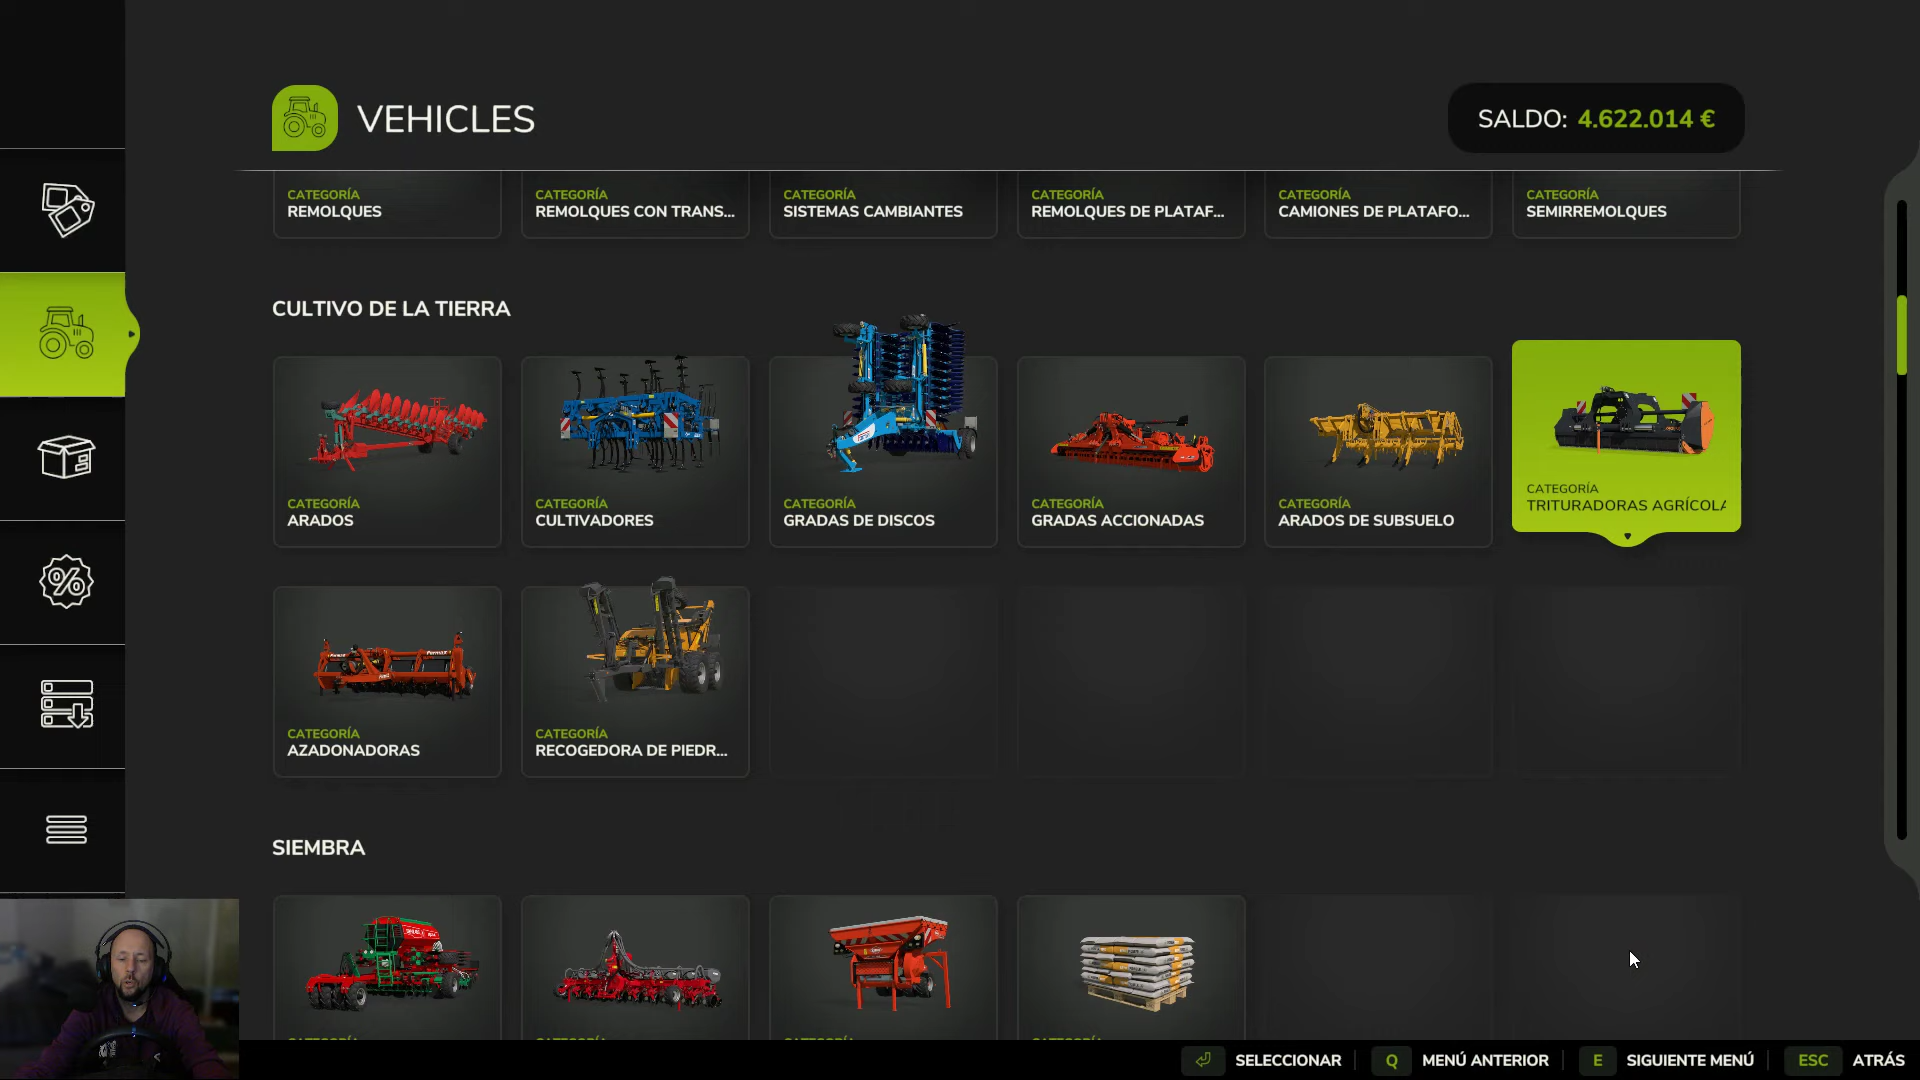 VEHICLES
SALDO: 4.622.014 €
CATEGORÍA
REMOLQUES
CATEGORÍA
REMOLQUES CON TRANS...
CATEGORÍA
SISTEMAS CAMBIANTES
CATEGORÍA
REMOLQUES DE PLATAF...
CATEGORÍA
CAMIONES DE PLATAFO...
CATEGORÍA
SEMIRREMOLQUES
CULTIVO DE LA TIERRA
CATEGORÍA
ARADOS
CATEGORÍA
CULTIVADORES
CATEGORÍA
GRADAS DE DISCOS
CATEGORÍA
GRADAS ACCIONADAS
CATEGORÍA
ARADOS DE SUBSUELO
CATEGORÍA
TRITURADORAS AGRÍCOLA
CATEGORÍA
AZADONADORAS
CATEGORÍA
RECOGEDORA DE PIEDR...
SIEMBRA
SELECCIONAR
Q MENÚ ANTERIOR
E SIGUIENTE MENÚ
ESC ATRÁS